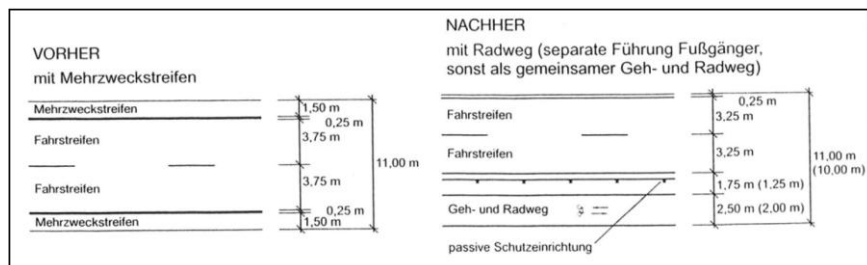 VORHER
mit Mehrzweckstreifen
Mehrzweckstreifen
1,50 m
0,25 m
Fahrstreifen
3,75 m
11,00 m
Fahrstreifen
3,75 m
0,25 m
Mehrzweckstreifen
1,50 m
NACHHER
mit Radweg (separate Führung Fußgänger,
sonst als gemeinsamer Geh- und Radweg)
0,25 m
Fahrstreifen
3,25 m
Fahrstreifen
3,25 m
11,00 m
(10,00 m)
1,75 m (1,25 m)
Geh- und Radweg
2,50 m (2,00 m)
passive Schutzeinrichtung